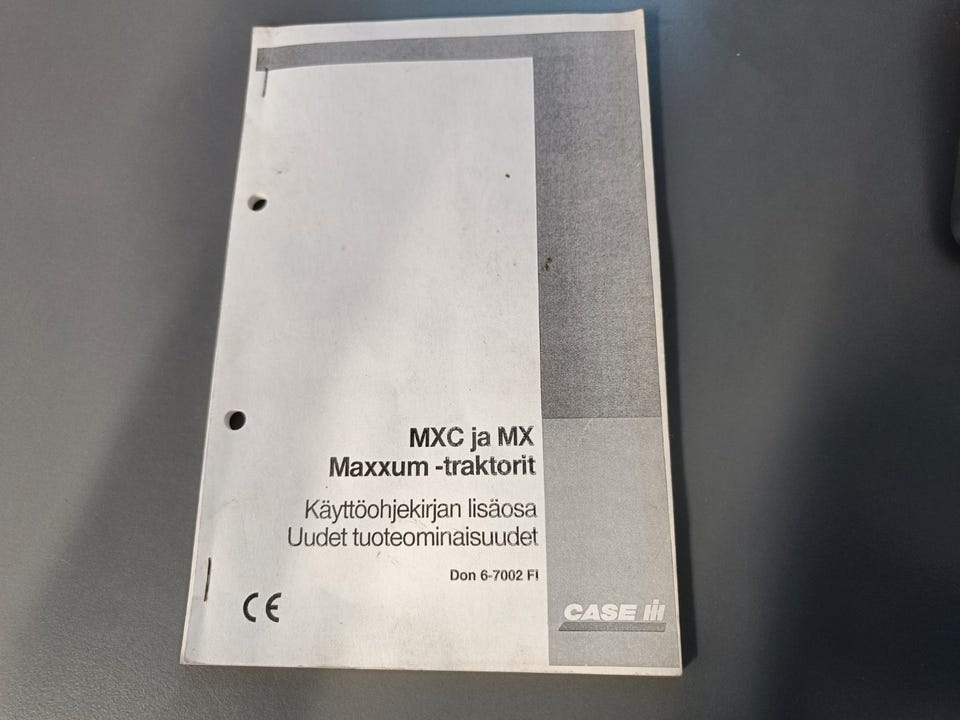 MXC ja MX
Maxxum -traktorit
Käyttöohjekirjan lisäosa
Uudet tuoteominaisuudet
Don 6-7002 FI
CE
CASE IH